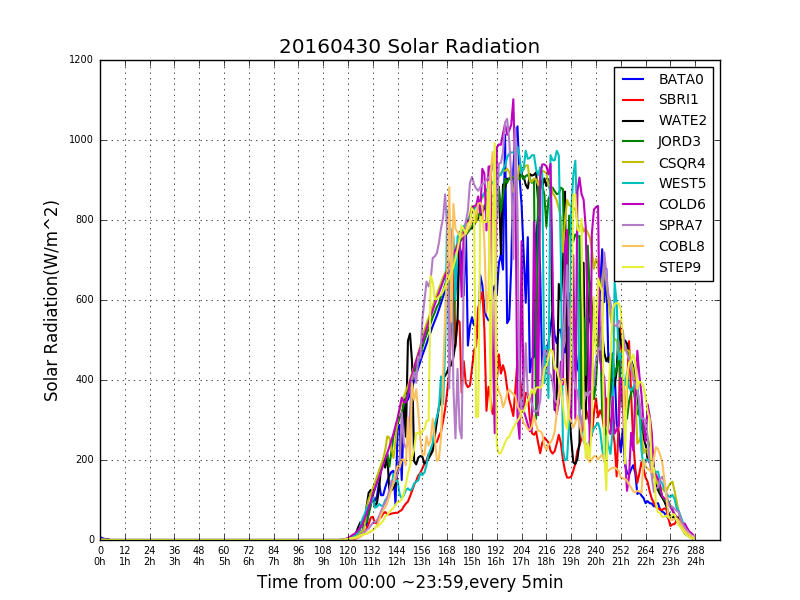 20160430 Solar Radiation
1200
1000
800
600
400
200
0
Solar Radiation(W/m^2)
BATA0
SBRI1
WATE2
JORD3
CSQR4
WEST5
COLD6
SPRA7
COBL8
STEP9
0 12 24 36 48 60 72 84 96 108 120 132 144 156 168 180 192 204 216 228 240 252 264 276 288
0h 1h 2h 3h 4h 5h 6h 7h 8h 9h 10h 11h 12h 13h 14h 15h 16h 17h 18h 19h 20h 21h 22h 23h 24h
Time from 00:00 ~23:59,every 5min